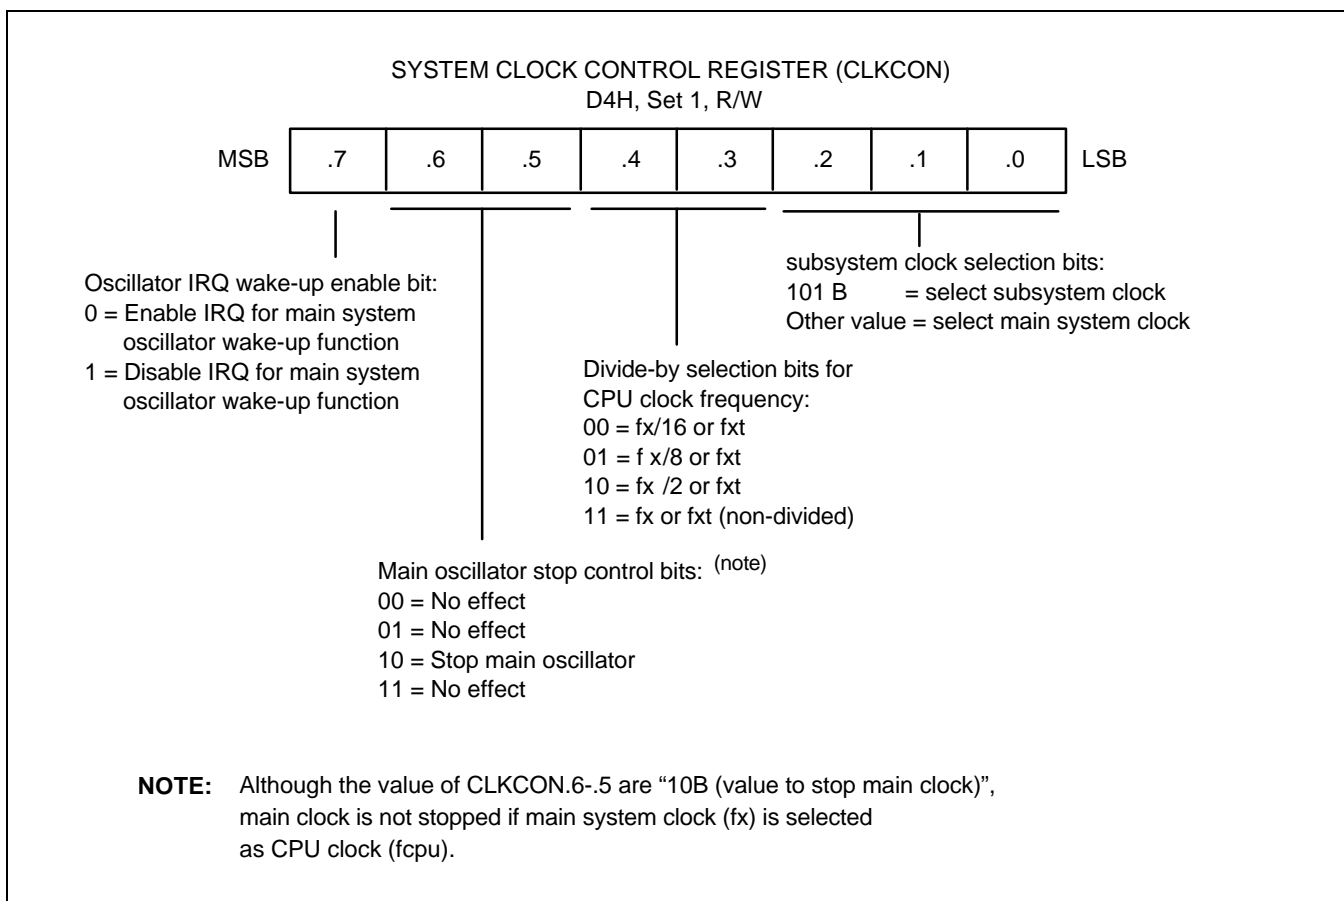 SYSTEM CLOCK CONTROL REGISTER (CLKCON)
D4H, Set 1, R/W
MSB .7 .6 .5 .4 .3 .2 .1 .0 LSB
Oscillator IRQ wake-up enable bit:
0 = Enable IRQ for main system
oscillator wake-up function
1 = Disable IRQ for main system
oscillator wake-up function
subsystem clock selection bits:
101 B = select subsystem clock
Other value = select main system clock
Divide-by selection bits for
CPU clock frequency:
00 = fx/16 or fxt
01 = f x/8 or fxt
10 = fx /2 or fxt
11 = fx or fxt (non-divided)
Main oscillator stop control bits: (note)
00 = No effect
01 = No effect
10 = Stop main oscillator
11 = No effect
NOTE: Although the value of CLKCON.6-.5 are “10B (value to stop main clock)”,
main clock is not stopped if main system clock (fx) is selected
as CPU clock (fcpu).